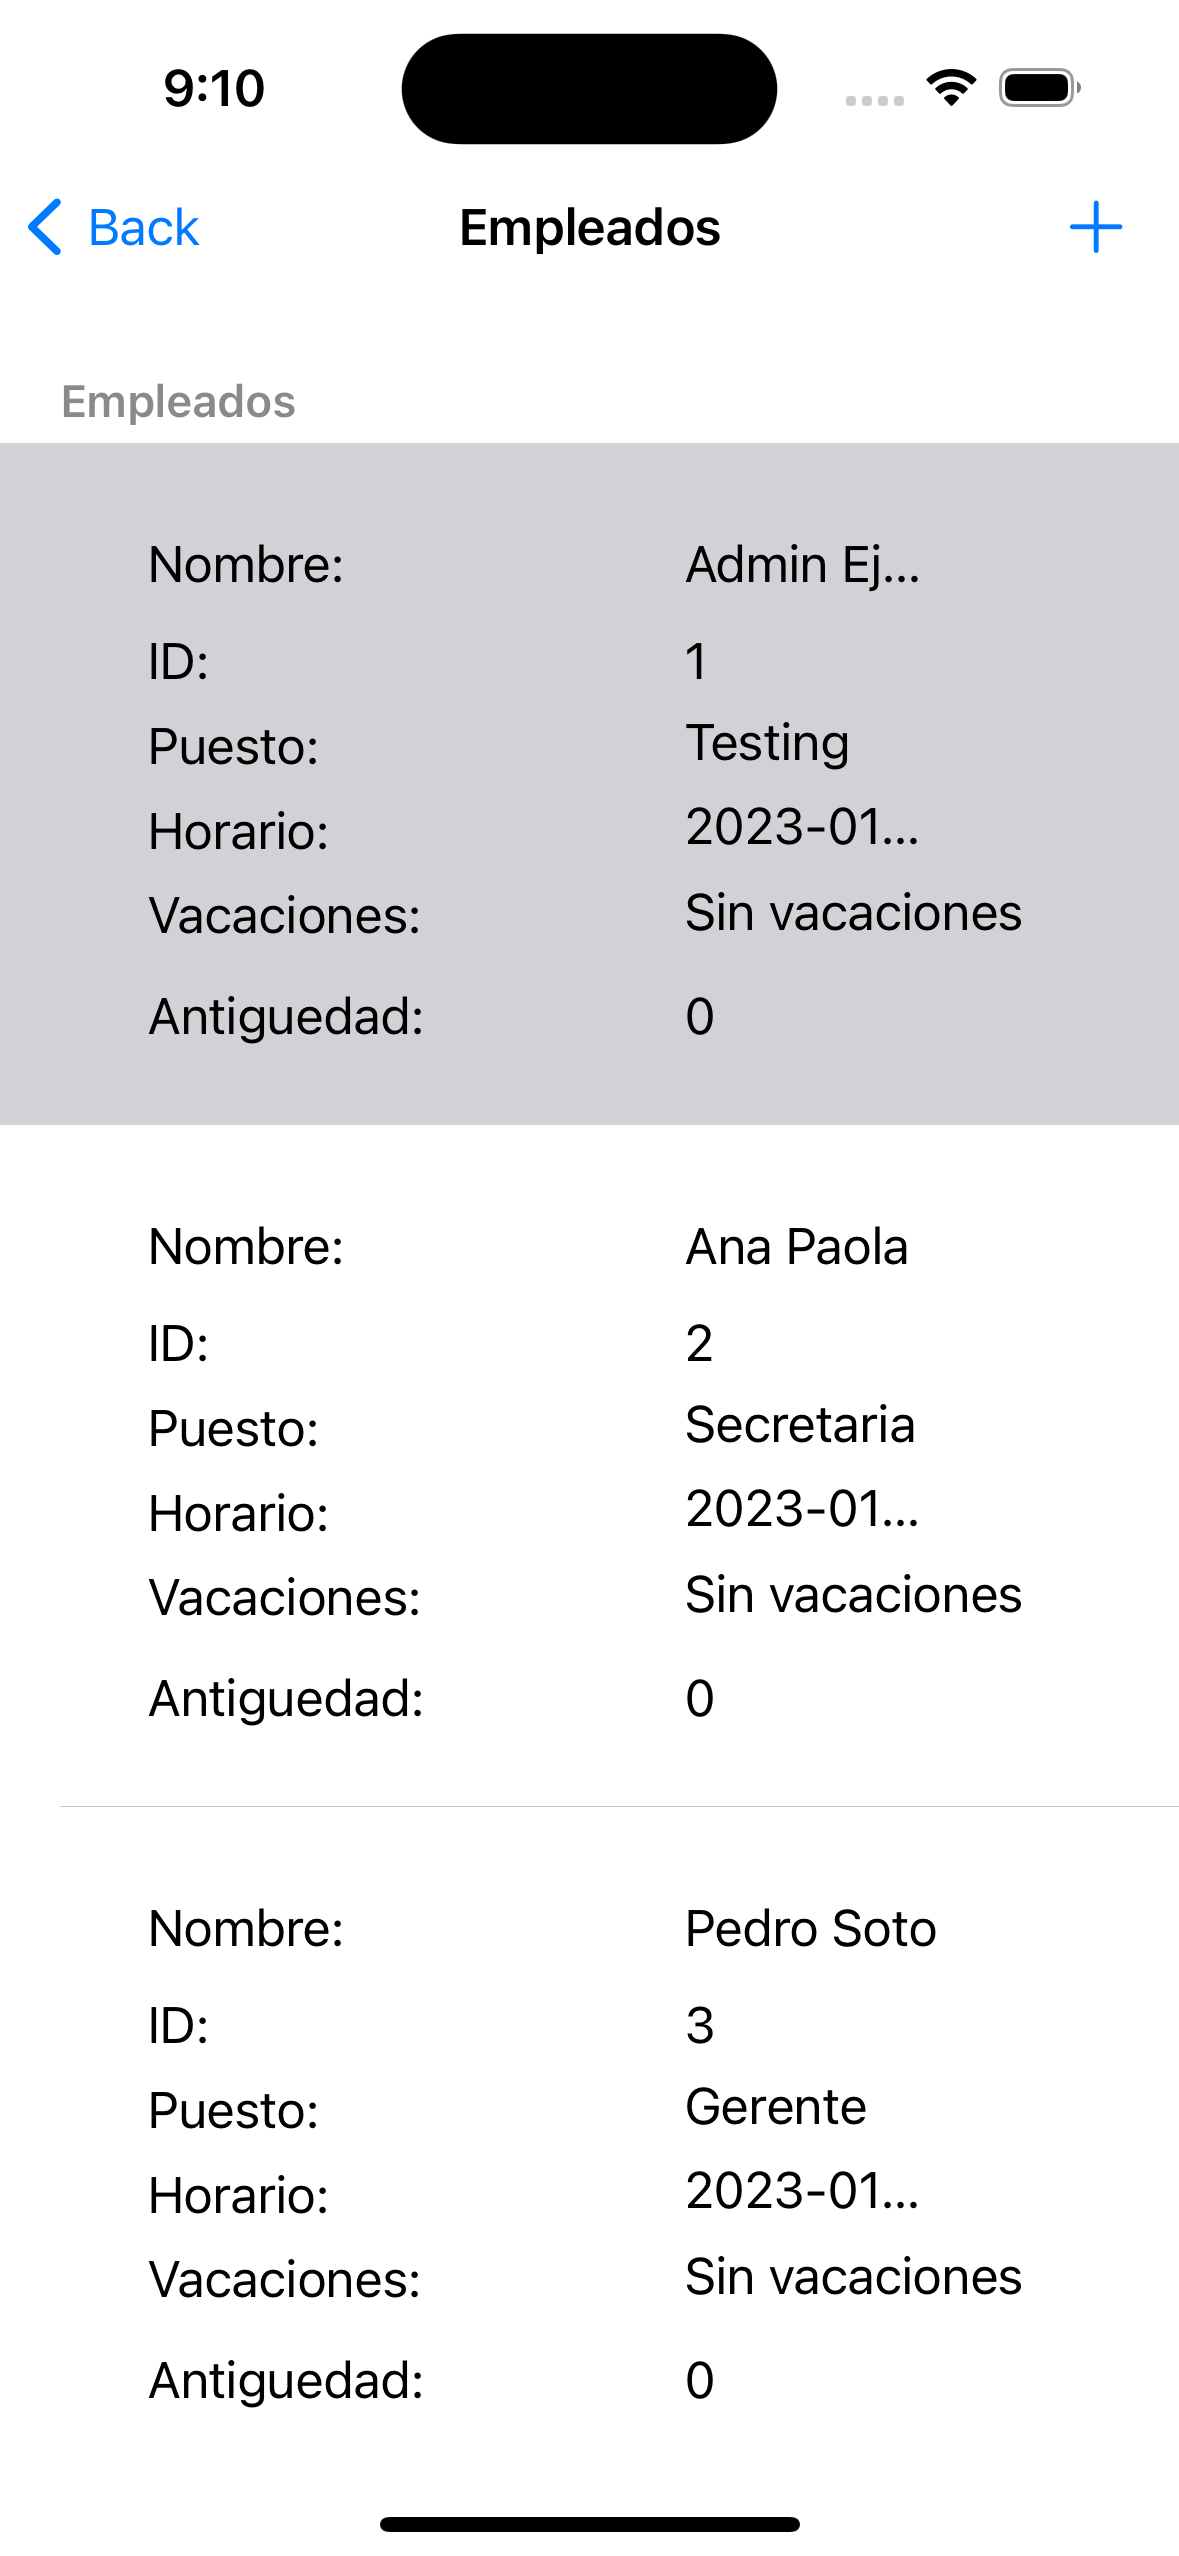 9:10
Back Empleados +
Empleados
Nombre: Admin Ej...
ID: 1
Puesto: Testing
Horario: 2023-01...
Vacaciones: Sin vacaciones
Antiguedad: 0
Nombre: Ana Paola
ID: 2
Puesto: Secretaria
Horario: 2023-01...
Vacaciones: Sin vacaciones
Antiguedad: 0
Nombre: Pedro Soto
ID: 3
Puesto: Gerente
Horario: 2023-01...
Vacaciones: Sin vacaciones
Antiguedad: 0